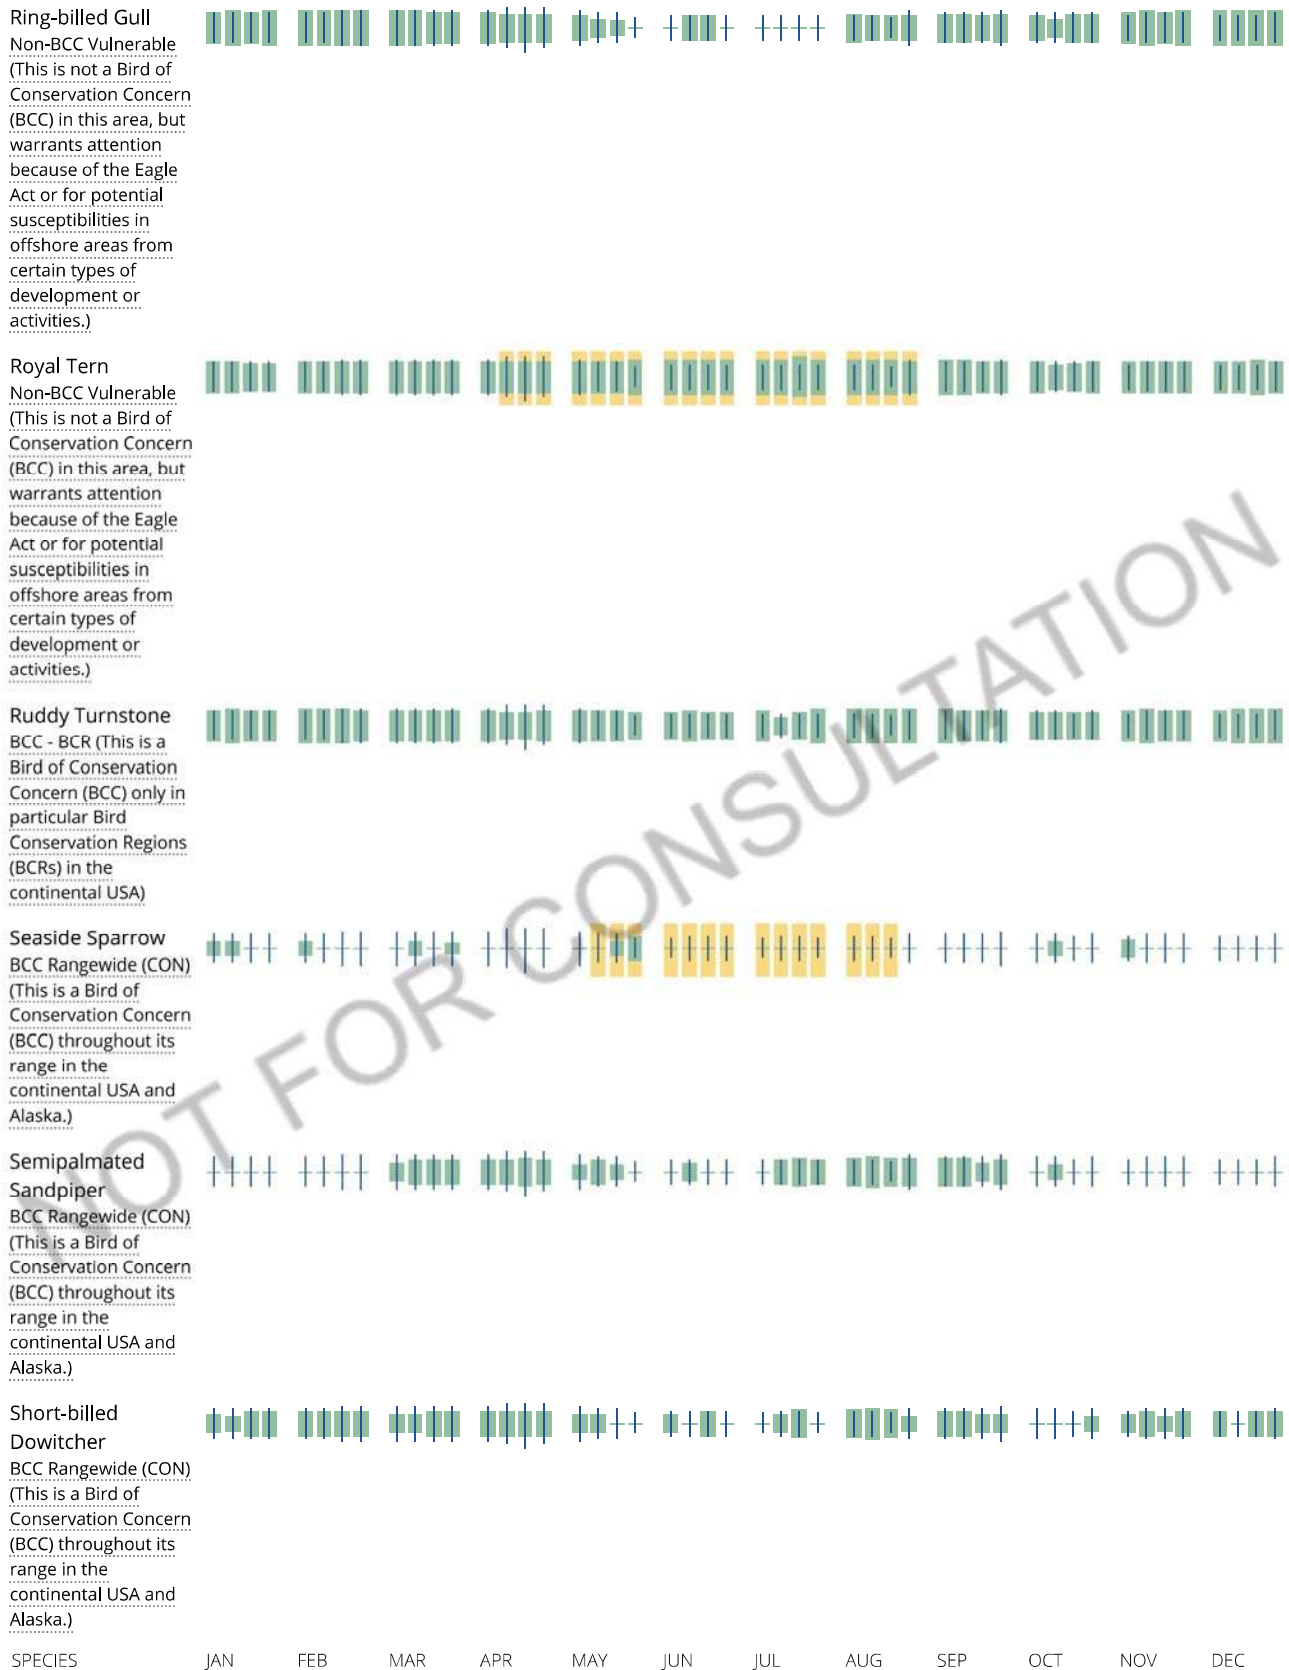 Ring-billed Gull
Non-BCC Vulnerable
(This is not a Bird of
Conservation Concern
(BCC) in this area, but
warrants attention
because of the Eagle
Act or for potential
susceptibilities in
offshore areas from
certain types of
development or
activities.)
Royal Tern
Non-BCC Vulnerable
(This is not a Bird of
Conservation Concern
(BCC) in this area, but
warrants attention
because of the Eagle
Act or for potential
susceptibilities in
offshore areas from
certain types of
development or
activities.)
Ruddy Turnstone
BCC - BCR (This is a
Bird of Conservation
Concern (BCC) only in
particular Bird
Conservation Regions
(BCRs) in the
continental USA)
Seaside Sparrow
BCC Rangewide (CON)
(This is a Bird of
Conservation Concern
(BCC) throughout its
range in the
continental USA and
Alaska.)
Semipalmated
Sandpiper
BCC Rangewide (CON)
(This is a Bird of
Conservation Concern
(BCC) throughout its
range in the
continental USA and
Alaska.)
Short-billed
Dowitcher
BCC Rangewide (CON)
(This is a Bird of
Conservation Concern
(BCC) throughout its
range in the
continental USA and
Alaska.)
SPECIES JAN FEB MAR APR MAY JUN JUL AUG SEP OCT NOV DEC
NOT FOR CONSULTATION